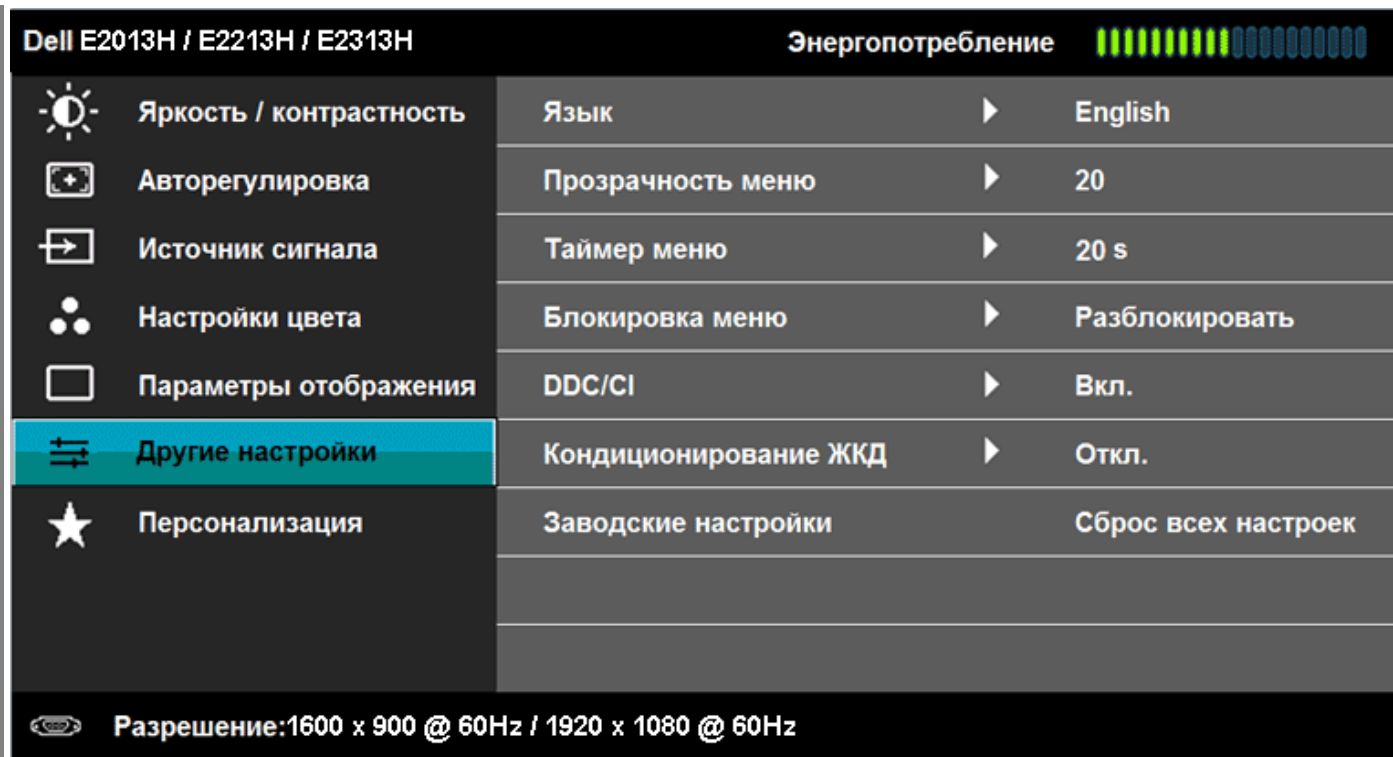 Dell E2013H / E2213H / E2313H Энергопотребление
Яркость / контрастность Язык English
Авторегулировка Прозрачность меню 20
Источник сигнала Таймер меню 20 s
Настройки цвета Блокировка меню Разблокировать
Параметры отображения DDC/CI Вкл.
Другие настройки Кондиционирование ЖКД Откл.
Персонализация Заводские настройки Сброс всех настроек
Разрешение:1600 x 900 @ 60Hz / 1920 x 1080 @ 60Hz